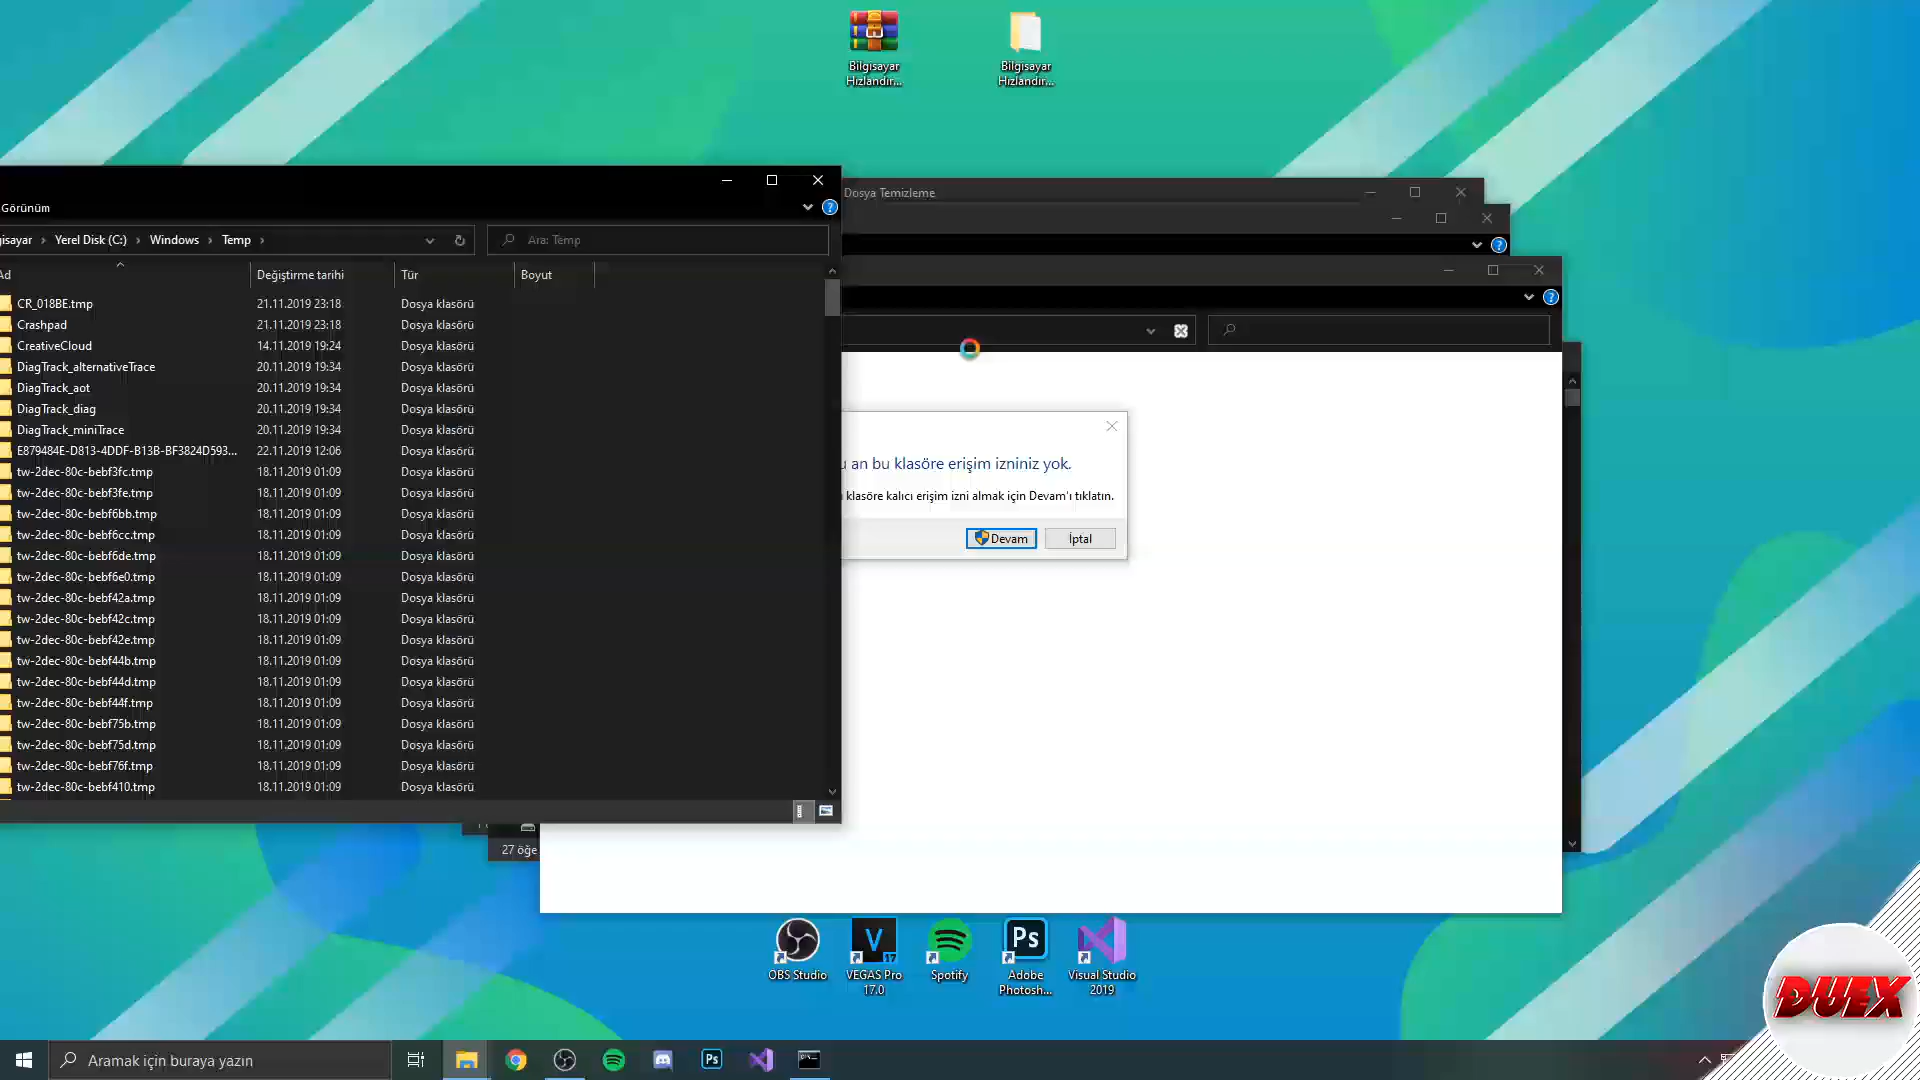 Bilgisayar
Hızlandır...
Bilgisayar
Hızlandır...
Dosya Temizleme
Görünüm
gisayar
Yerel Disk (C:)
Windows
Temp
Ara: Temp
Ad
Değiştirme tarihi
Tür
Boyut
CR_018BE.tmp 21.11.2019 23:18 Dosya klasörü
Crashpad 21.11.2019 23:18 Dosya klasörü
CreativeCloud 14.11.2019 19:24 Dosya klasörü
DiagTrack_alternativeTrace 20.11.2019 19:34 Dosya klasörü
DiagTrack_aot 20.11.2019 19:34 Dosya klasörü
DiagTrack_diag 20.11.2019 19:34 Dosya klasörü
DiagTrack_miniTrace 20.11.2019 19:34 Dosya klasörü
E879484E-D813-4DDF-B13B-BF3824D593... 22.11.2019 12:06 Dosya klasörü
tw-2dec-80c-bebf3fc.tmp 18.11.2019 01:09 Dosya klasörü
tw-2dec-80c-bebf3fe.tmp 18.11.2019 01:09 Dosya klasörü
tw-2dec-80c-bebf6bb.tmp 18.11.2019 01:09 Dosya klasörü
tw-2dec-80c-bebf6cc.tmp 18.11.2019 01:09 Dosya klasörü
tw-2dec-80c-bebf6de.tmp 18.11.2019 01:09 Dosya klasörü
tw-2dec-80c-bebf6e0.tmp 18.11.2019 01:09 Dosya klasörü
tw-2dec-80c-bebf42a.tmp 18.11.2019 01:09 Dosya klasörü
tw-2dec-80c-bebf42c.tmp 18.11.2019 01:09 Dosya klasörü
tw-2dec-80c-bebf42e.tmp 18.11.2019 01:09 Dosya klasörü
tw-2dec-80c-bebf44b.tmp 18.11.2019 01:09 Dosya klasörü
tw-2dec-80c-bebf44d.tmp 18.11.2019 01:09 Dosya klasörü
tw-2dec-80c-bebf44f.tmp 18.11.2019 01:09 Dosya klasörü
tw-2dec-80c-bebf75b.tmp 18.11.2019 01:09 Dosya klasörü
tw-2dec-80c-bebf75d.tmp 18.11.2019 01:09 Dosya klasörü
tw-2dec-80c-bebf76f.tmp 18.11.2019 01:09 Dosya klasörü
tw-2dec-80c-bebf410.tmp 18.11.2019 01:09 Dosya klasörü
u an bu klasöre erişim izniniz yok.
klasöre kalıcı erişim izni almak için Devam'ı tıklatın.
Devam
İptal
27 öğe
OBS Studio
VEGAS Pro
17.0
Spotify
Adobe
Photosh...
Visual Studio
2019
DUEX
Aramak için buraya yazın